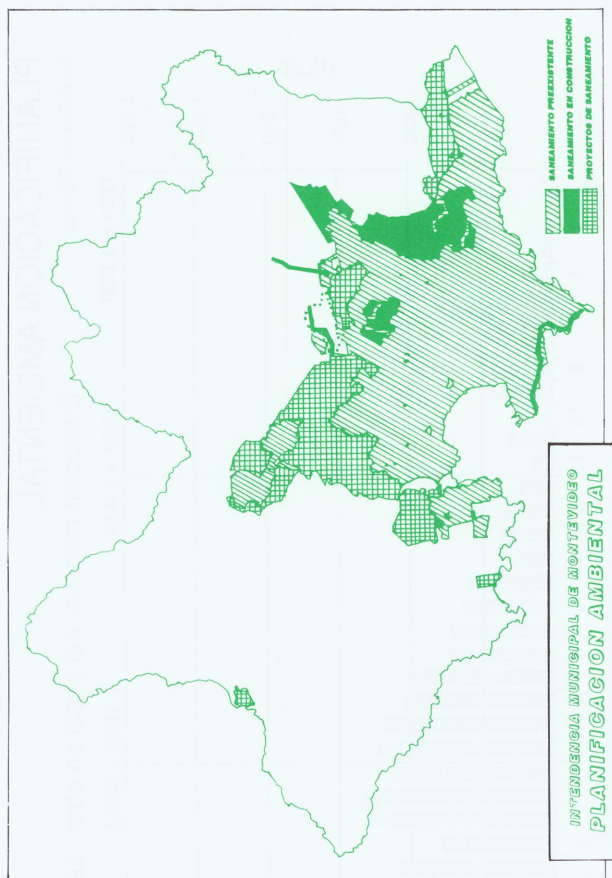 SANEAMIENTO PREEXISTENTE
SANEAMIENTO EN CONSTRUCCION
PROYECTOS DE SANEAMIENTO
INTENDENCIA MUNICIPAL DE MONTEVIDEO
PLANIFICACION AMBIENTAL